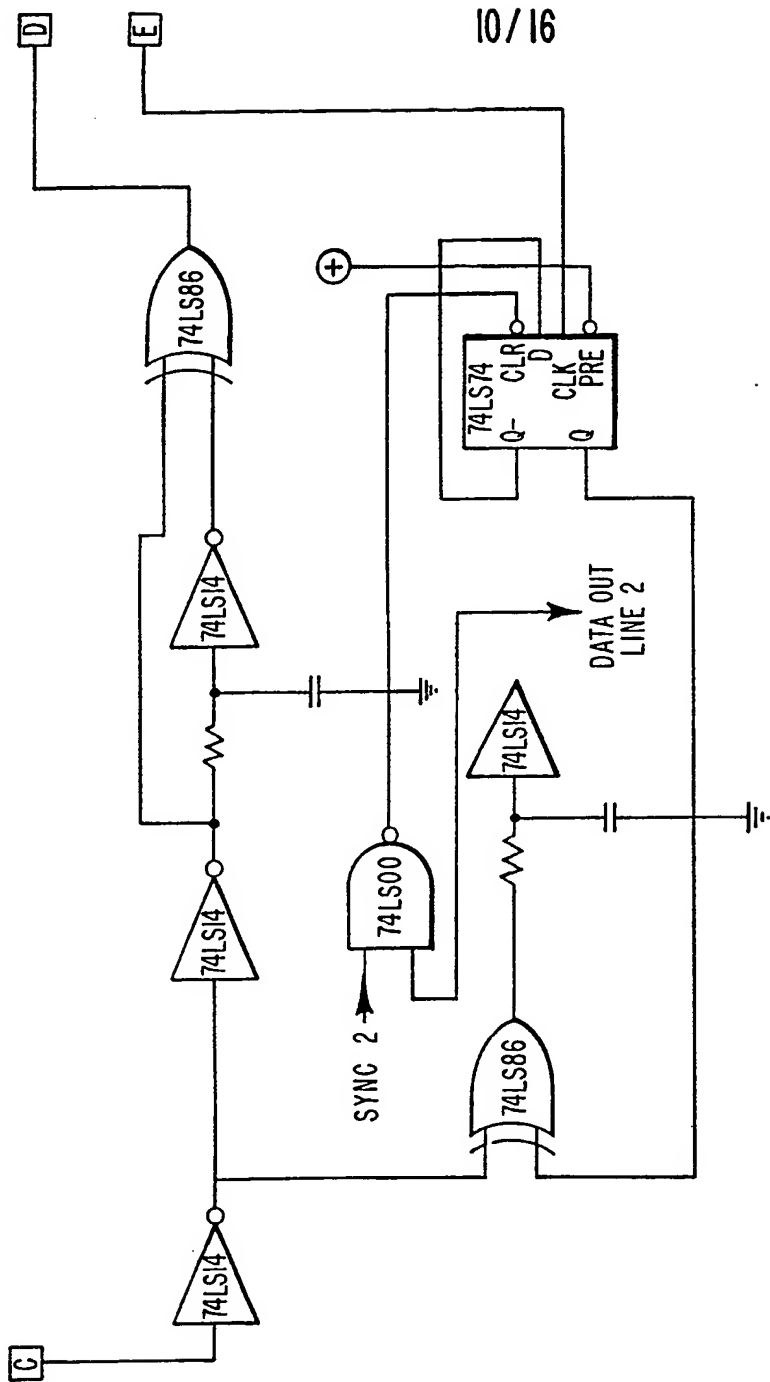 10/16
D
E
C
74LS14
74LS14
74LS14
74LS86
+
SYNC 2
74LS00
DATA OUT
LINE 2
74LS86
74LS14
74LS74
Q- CLR
D
CLK
Q PRE